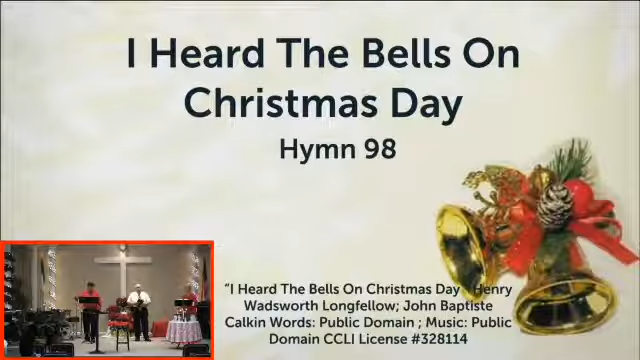 I Heard The Bells On
Christmas Day
Hymn 98
"I Heard The Bells On Christmas Day Henry
Wadsworth Longfellow; John Baptiste
Calkin Words: Public Domain ; Music: Public
Domain CCLI License #328114